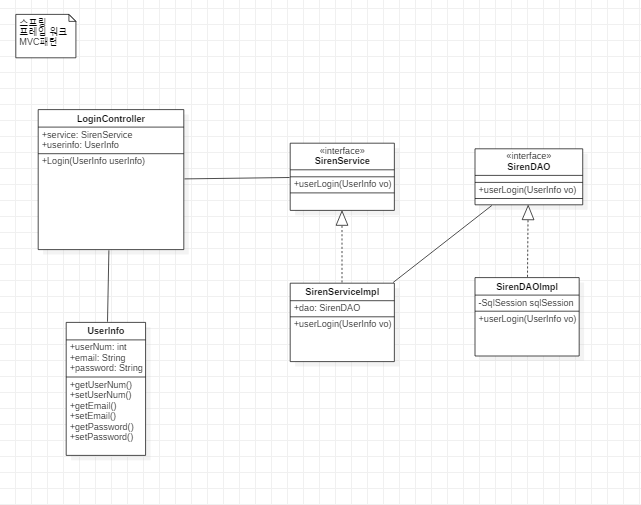 스프링
프레임 워크
MVC패턴
LoginController
+service: SirenService
+userinfo: UserInfo
+Login(UserInfo userInfo)
«interface»
SirenService
+userLogin(UserInfo vo)
«interface»
SirenDAO
+userLogin(UserInfo vo)
SirenServiceImpl
+dao: SirenDAO
+userLogin(UserInfo vo)
SirenDAOImpl
-SqlSession sqlSession
+userLogin(UserInfo vo)
UserInfo
+userNum: int
+email: String
+password: String
+getUserNum()
+setUserNum()
+getEmail()
+setEmail()
+getPassword()
+setPassword()